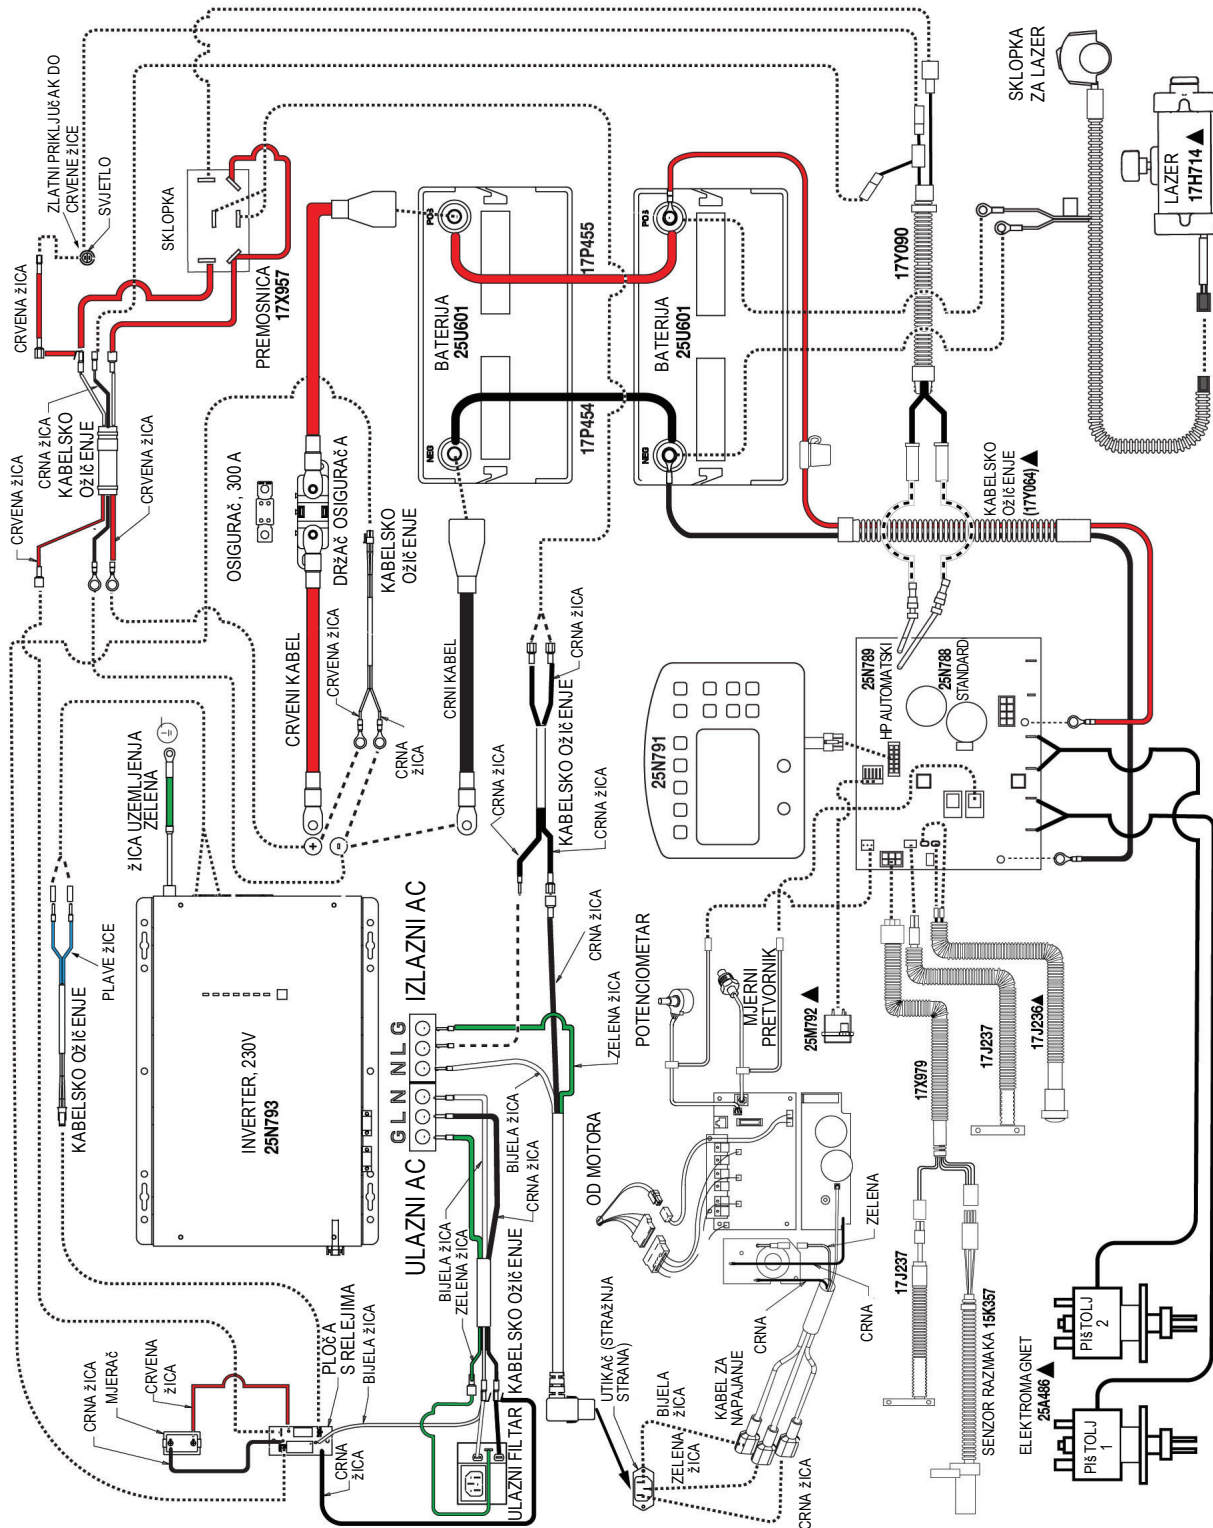 ZLATNI PRIKLJUčAK DO
CRVENE ŽICE
SVJETLO
SKLOPKA
CRVENA ŽICA
PREMOSNICA
17X957
CRNA ŽICA
KABELSKO
OŽIČENJE
CRVENA ŽICA
CRVENA ŽICA
OSIGURAČ, 300 A
DRŽAČ OSIGURAČA
CRVENI KABEL
KABELSKO
OŽIČENJE
CRVENA ŽICA
CRNA
ŽICA
CRNI KABEL
+
-
BATERIJA
25U601
POS
NEG
17P455
17P454
BATERIJA
25U601
POS
NEG
17Y090
SKLOPKA
ZA LAZER
LAZER
17H714▲
KABELSKO
OŽIČENJE
(17Y064)▲
ŽICA UZEMLJENJA
ZELENA
PLAVE ŽICE
KABELSKO OŽIČENJE
INVERTER, 230V
25N793
IZLAZNI AC
G L N N L G
ULAZNI AC
CRNA ŽICA
CRNA ŽICA
KABELSKO OŽIČENJE
CRNA ŽICA
CRNA ŽICA
ZELENA ŽICA
BIJELA ŽICA
CRNA ŽICA
BIJELA ŽICA
ZELENA ŽICA
KABELSKO OŽIČENJE
ULAZNI FILTAR
PLOČA
S RELEJIMA
BIJELA ŽICA
CRVENA
ŽICA
MJERAČ
CRNA ŽICA
CRNA
ŽICA
25N791
25N789
HP AUTOMATSKI
25N788
STANDARD
POTENCIOMETAR
MJERNI
PRETVORNIK
25M792▲
OD MOTORA
ZELENA
CRNA
CRNA
UTIKAČ (STRAŽNJA
STRANA)
BIJELA
ŽICA
ZELENA
ŽICA
CRNA ŽICA
KABEL ZA
NAPAJANJE
17X979
17J237
17J236▲
17J237
SENZOR RAZMAKA 15K357
ELEKTROMAGNET
25A486▲
PIšTOLJ
1
PIšTOLJ
2